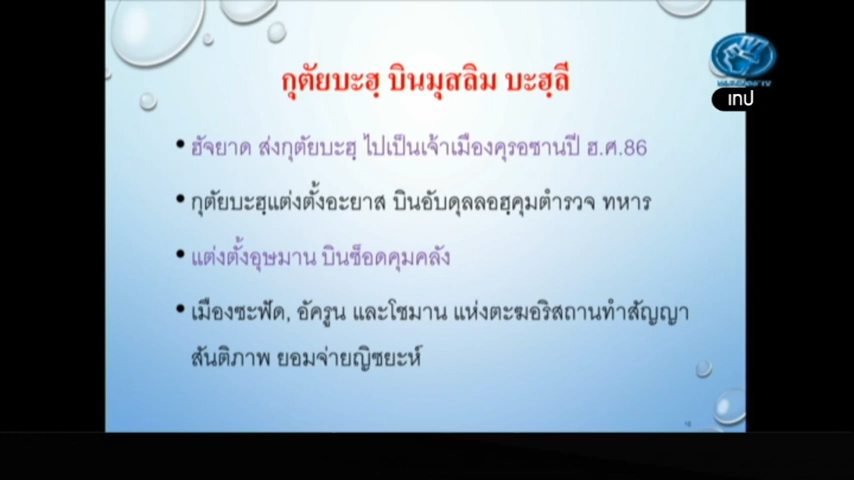 กุตัยบะฮฺ บินมุสลิม บะฮฺลี
เทป
• ฮัจยาด ส่งกุตัยบะฮฺ ไปเป็นเจ้าเมืองคุรอซานปี ฮ.ศ.86
• กุตัยบะฮฺแต่งตั้งอะยาส บินอับดุลลอฮฺคุมตำรวจ ทหาร
• แต่งตั้งอุษมาน บินซ็อดคุมคลัง
• เมืองซะฟัด, อัครูน และโซมาน แห่งตะฆอริสถานทำสัญญา
สันติภาพ ยอมจ่ายญิซยะห์